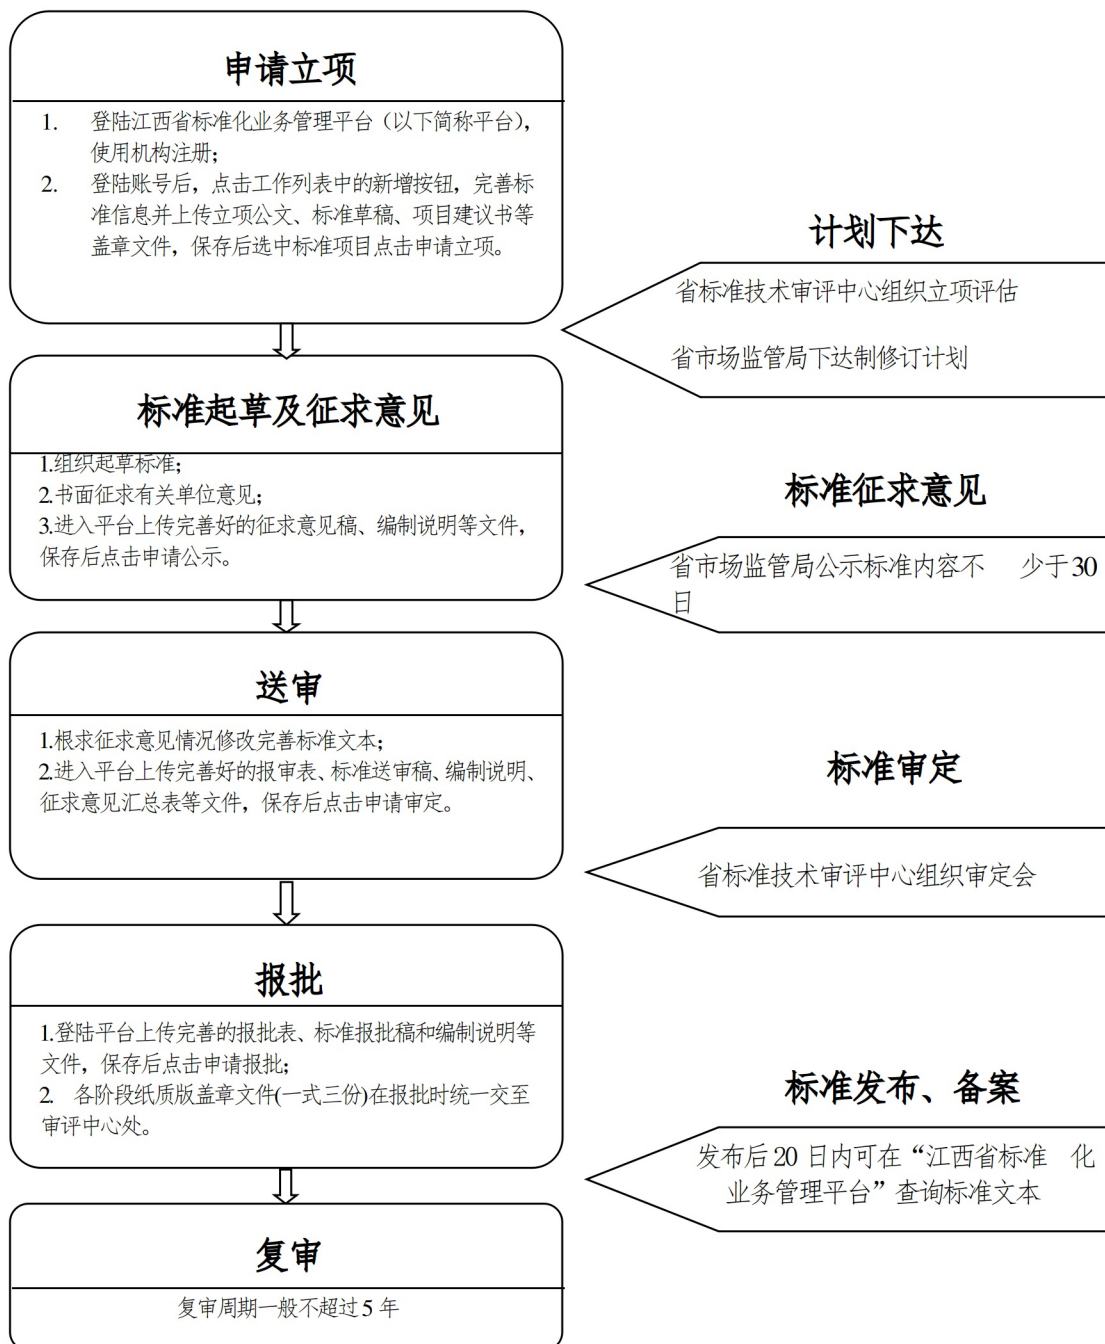 申请立项
1. 登陆江西省标准化业务管理平台（以下简称平台），
使用机构注册；
2. 登陆账号后，点击工作列表中的新增按钮，完善标
准信息并上传立项公文、标准草稿、项目建议书等
盖章文件，保存后选中标准项目点击申请立项。
计划下达
省标准技术审评中心组织立项评估
省市场监管局下达制修订计划
标准起草及征求意见
1.组织起草标准；
2.书面征求有关单位意见；
3.进入平台上传完善好的征求意见稿、编制说明等文件，
保存后点击申请公示。
标准征求意见
省市场监管局公示标准内容不 少于30
日
送审
1.根求征求意见情况修改完善标准文本；
2.进入平台上传完善好的报审表、标准送审稿、编制说明、
征求意见汇总表等文件，保存后点击申请审定。
标准审定
省标准技术审评中心组织审定会
报批
1.登陆平台上传完善的报批表、标准报批稿和编制说明等
文件，保存后点击申请报批；
2. 各阶段纸质版盖章文件(一式三份)在报批时统一交至
审评中心处。
标准发布、备案
发布后20 日内可在“江西省标准 化
业务管理平台”查询标准文本
复审
复审周期一般不超过5 年